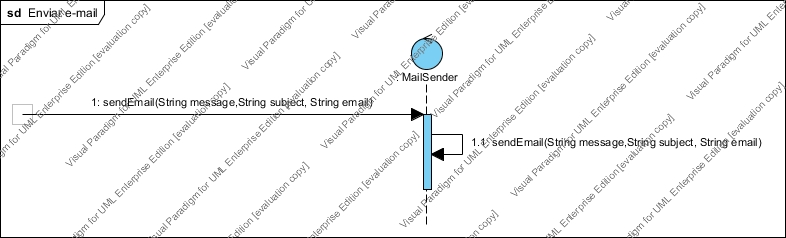 sd Enviar e-mail
: MailSender
1: sendEmail(String message,String subject, String email)
1.1: sendEmail(String message,String subject, String email)
Visual Paradigm for UML Enterprise Edition [evaluation copy]